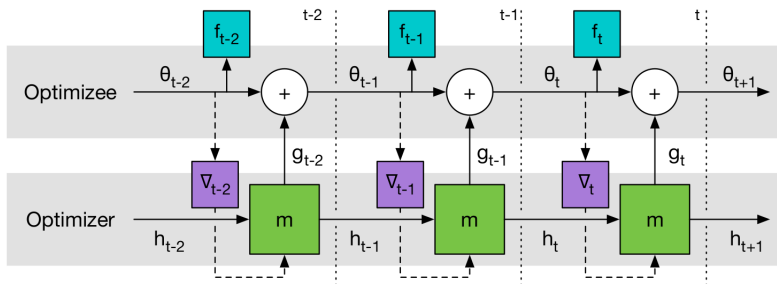 t-2 t-1 t
f_{t-2} f_{t-1} f_t
Optimizee θ_{t-2} + θ_{t-1} + θ_t + θ_{t+1}
g_{t-2} g_{t-1} g_t
∇_{t-2} ∇_{t-1} ∇_t
Optimizer m m m
h_{t-2} h_{t-1} h_t h_{t+1}